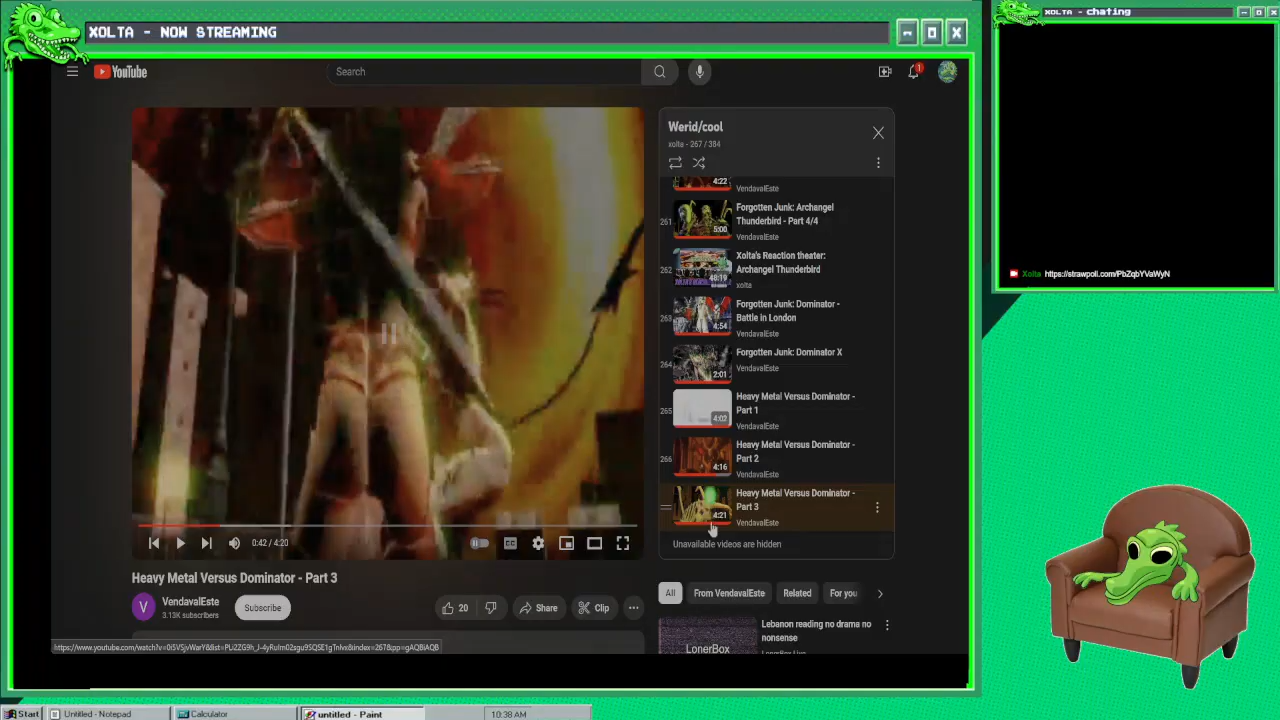 XOLTA - NOW STREAMING
XOLTA - chating
YouTube
Search
1
Werid/cool
xolta - 267 / 384
4:22
VendavalEste
261
Forgotten Junk: Archangel
Thunderbird - Part 4/4
5:00
VendavalEste
262
Xolta's Reaction theater:
Archangel Thunderbird
48:19
xolta
263
Forgotten Junk: Dominator -
Battle in London
4:54
VendavalEste
264
Forgotten Junk: Dominator X
2:01
VendavalEste
265
Heavy Metal Versus Dominator -
Part 1
4:02
VendavalEste
266
Heavy Metal Versus Dominator -
Part 2
4:16
VendavalEste
Heavy Metal Versus Dominator -
Part 3
4:21
VendavalEste
Unavailable videos are hidden
0:42 / 4:20
CC
Heavy Metal Versus Dominator - Part 3
V
VendavalEste
3.13K subscribers
Subscribe
20
Share
Clip
All
From VendavalEste
Related
For you
Lebanon reading no drama no
nonsense
LonerBox
LonerBox Live
Xolta https://strawpoll.com/PbZqbYVaWyN
Start
Untitled - Notepad
Calculator
untitled - Paint
10:38 AM